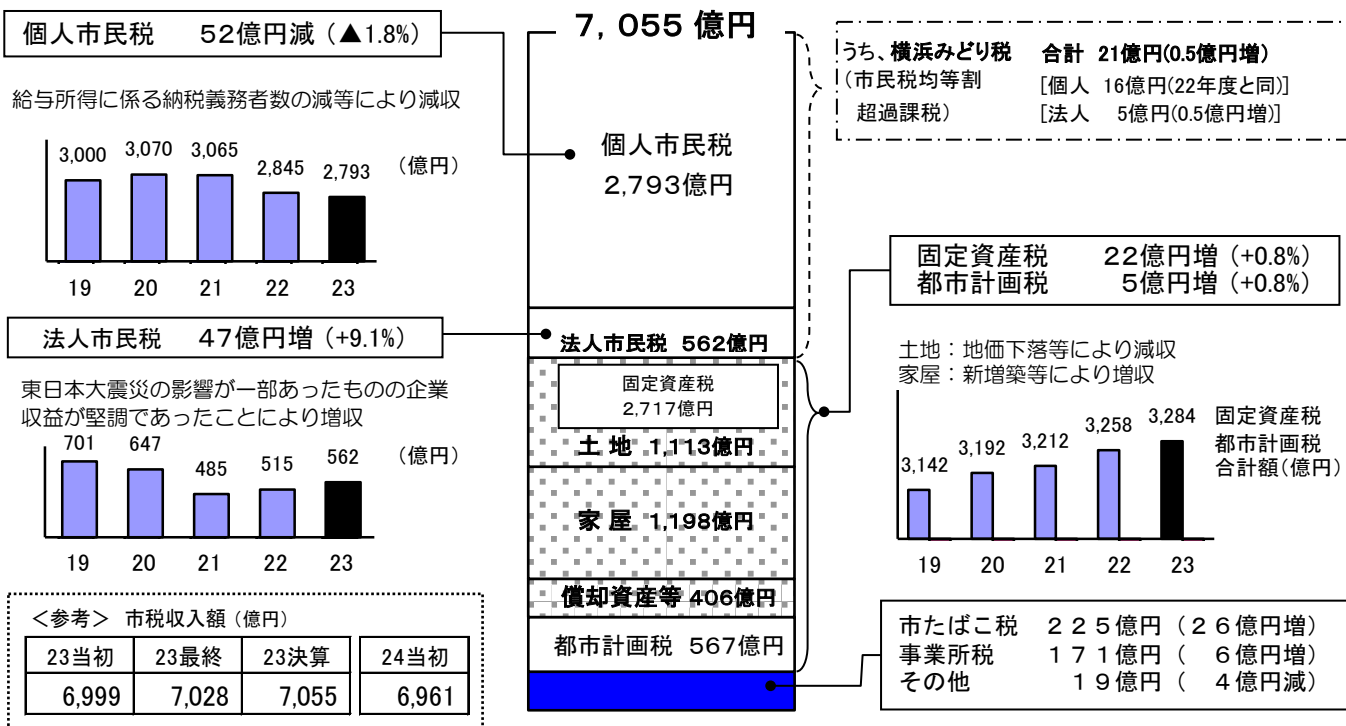 7,055億円
個人市民税 52億円減（▲1.8%）
給与所得に係る納税義務者数の減等により減収
3,000 3,070 3,065 2,845 2,793 （億円）
19 20 21 22 23
法人市民税 47億円増（+9.1%）
東日本大震災の影響が一部あったものの企業
収益が堅調であったことにより増収
701 647 485 515 562 （億円）
19 20 21 22 23
＜参考＞ 市税収入額（億円）
23当初 23最終 23決算 24当初
6,999 7,028 7,055 6,961
個人市民税
2,793億円
法人市民税 562億円
固定資産税
2,717億円
土地 1,113億円
家屋 1,198億円
償却資産等 406億円
都市計画税 567億円
うち、横浜みどり税 合計 21億円(0.5億円増)
（市民税均等割 [個人 16億円(22年度と同)]
超過課税） [法人 5億円(0.5億円増)]
固定資産税 22億円増（+0.8%）
都市計画税 5億円増（+0.8%）
土地：地価下落等により減収
家屋：新増築等により増収
3,142 3,192 3,212 3,258 3,284
固定資産税
都市計画税
合計額(億円)
19 20 21 22 23
市たばこ税 225億円（26億円増）
事業所税 171億円（ 6億円増）
その他 19億円（ 4億円減）